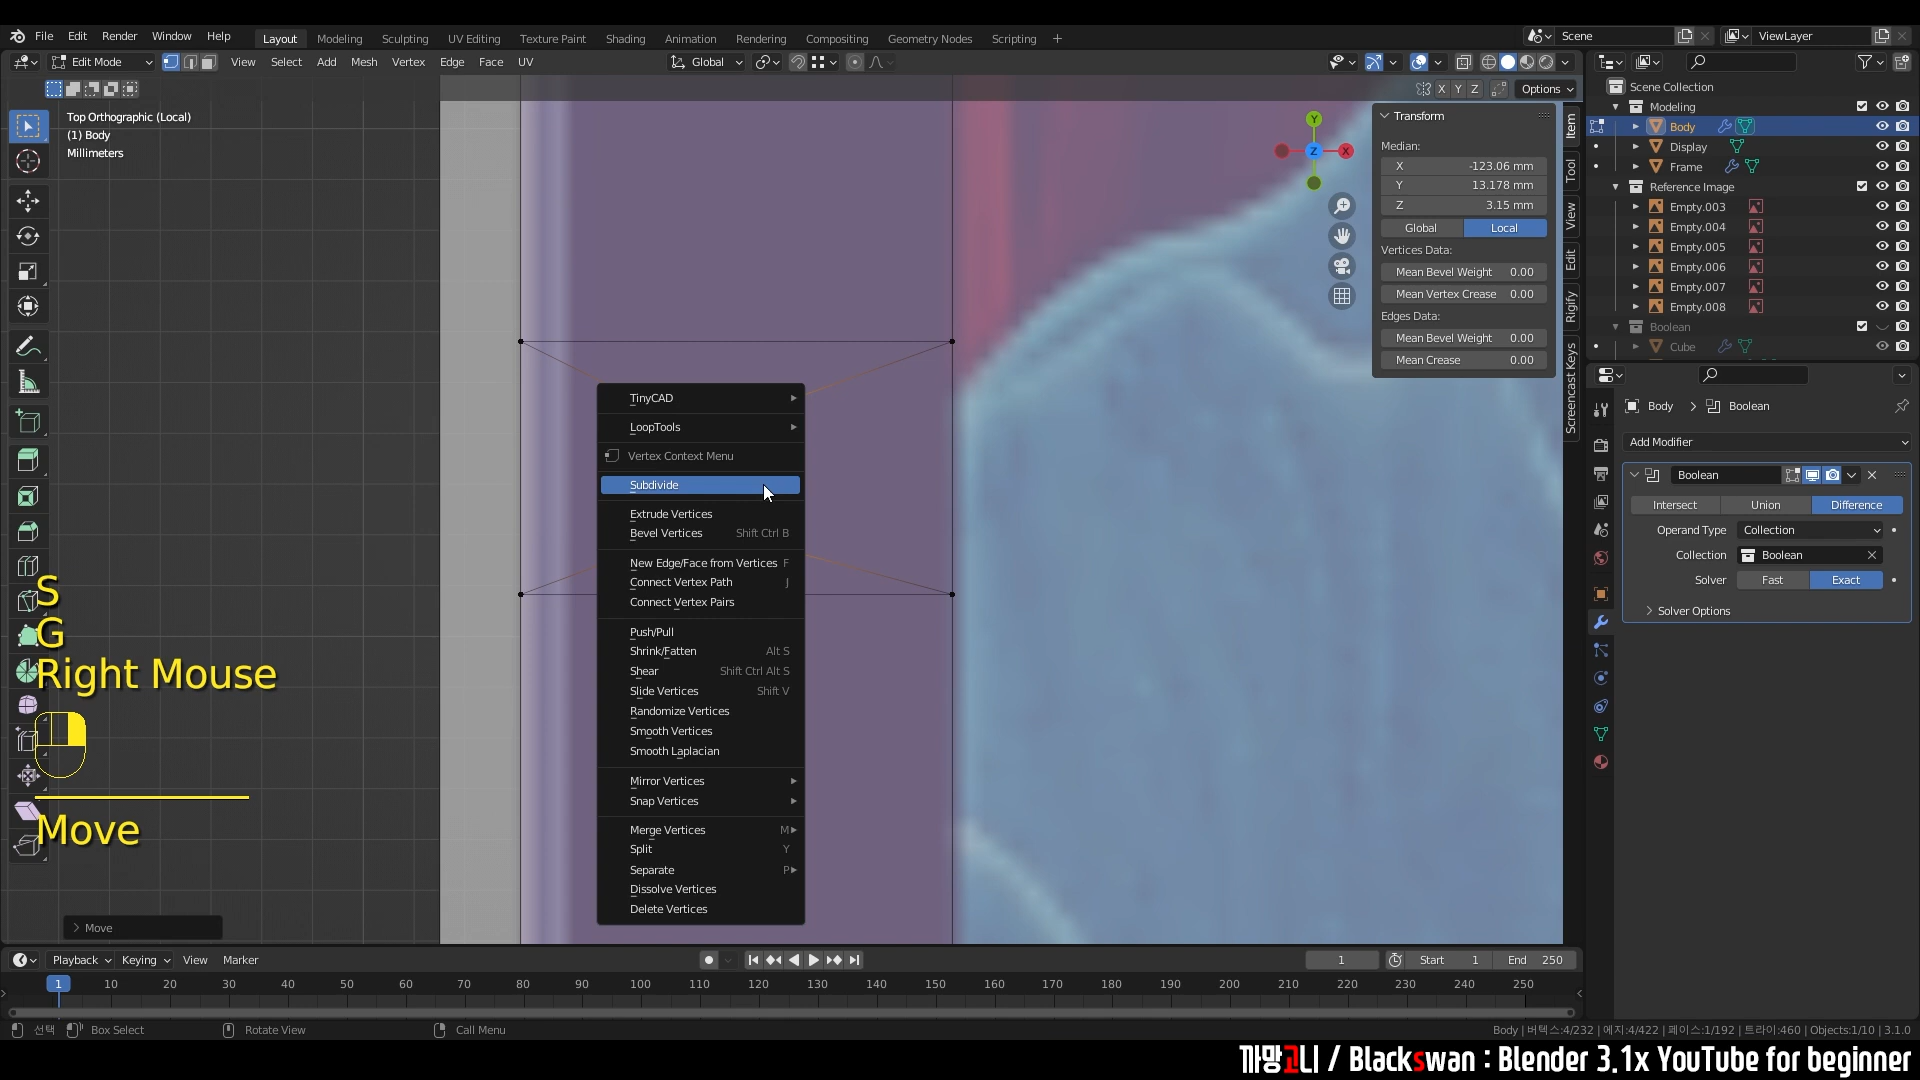 File Edit Render Window Help Layout Modeling Sculpting UV Editing Texture Paint Shading Animation Rendering Compositing Geometry Nodes Scripting + Scene ViewLayer
Edit Mode View Select Add Mesh Vertex Edge Face UV Global
X Y Z Options
Top Orthographic (Local)
(1) Body
Millimeters
Y
X
Z
Transform
Median:
X -123.06 mm
Y 13.178 mm
Z 3.15 mm
Global Local
Vertices Data:
Mean Bevel Weight 0.00
Mean Vertex Crease 0.00
Edges Data:
Mean Bevel Weight 0.00
Mean Crease 0.00
Item
Tool
View
Edit
Rigify
Screencast Keys
Scene Collection
Modeling
Body
Display
Frame
Reference Image
Empty.003
Empty.004
Empty.005
Empty.006
Empty.007
Empty.008
Boolean
Cube
Body > Boolean
Add Modifier
Boolean
Intersect Union Difference
Operand Type Collection
Collection Boolean
Solver Fast Exact
Solver Options
TinyCAD
LoopTools
Vertex Context Menu
Subdivide
Extrude Vertices
Bevel Vertices Shift Ctrl B
New Edge/Face from Vertices F
Connect Vertex Path J
Connect Vertex Pairs
Push/Pull
Shrink/Fatten Alt S
Shear Shift Ctrl Alt S
Slide Vertices Shift V
Randomize Vertices
Smooth Vertices
Smooth Laplacian
Mirror Vertices
Snap Vertices
Merge Vertices M
Split Y
Separate P
Dissolve Vertices
Delete Vertices
S
G
Right Mouse
Move
Move
Playback Keying View Marker 1 Start 1 End 250
1 10 20 30 40 50 60 70 80 90 100 110 120 130 140 150 160 170 180 190 200 210 220 230 240 250
선택 Box Select Rotate View Call Menu Body | 버텍스:4/232 | 에지:4/422 | 페이스:1/192 | 트라이:460 | Objects:1/10 | 3.1.0
까망고니 / Blackswan : Blender 3.1x YouTube for beginner